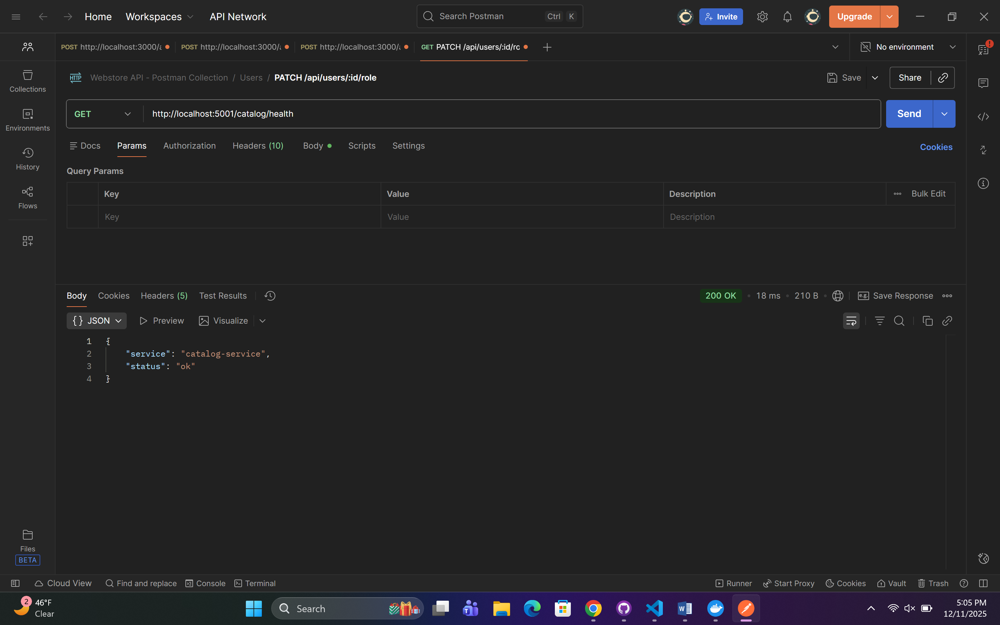 Home Workspaces API Network Search Postman Ctrl K Invite Upgrade
POST http://localhost:3000/a POST http://localhost:3000/a POST http://localhost:3000/a GET PATCH /api/users/:id/ro No environment
HTTP Webstore API - Postman Collection / Users / PATCH /api/users/:id/role Save Share
GET http://localhost:5001/catalog/health Send
Docs Params Authorization Headers (10) Body Scripts Settings Cookies
Query Params
Key Value Description Bulk Edit
Key Value Description
Collections
Environments
History
Flows
Body Cookies Headers (5) Test Results 200 OK 18 ms 210 B e.g. Save Response
{} JSON Preview Visualize
1 {
2 "service": "catalog-service",
3 "status": "ok"
4 }
Files
BETA
Cloud View Find and replace Console Terminal Runner Start Proxy Cookies Vault Trash
2 46°F
Clear
Search
5:05 PM
12/11/2025